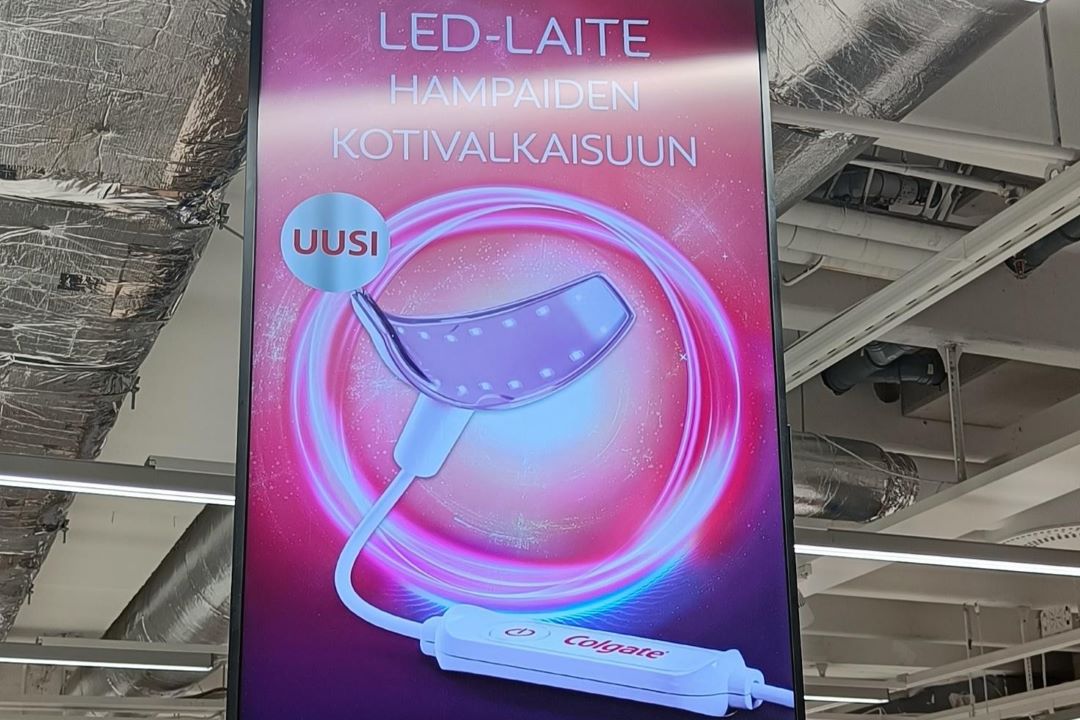 LED-LAITE
HAMPAIDEN
KOTIVALKAISUUN
UUSI
Colgate